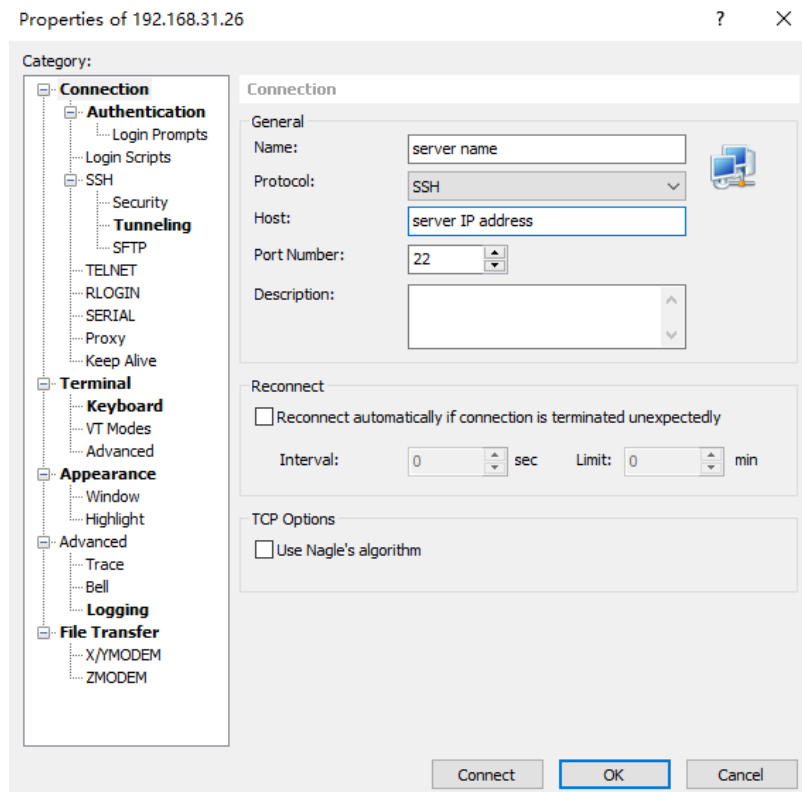 Properties of 192.168.31.26
?
Category:
Connection
Authentication
Login Prompts
Login Scripts
SSH
Security
Tunneling
SFTP
TELNET
RLOGIN
SERIAL
Proxy
Keep Alive
Terminal
Keyboard
VT Modes
Advanced
Appearance
Window
Highlight
Advanced
Trace
Bell
Logging
File Transfer
X/YMODEM
ZMODEM
Connection
General
Name: server name
Protocol: SSH
Host: server IP address
Port Number: 22
Description:
Reconnect
Reconnect automatically if connection is terminated unexpectedly
Interval: 0 sec Limit: 0 min
TCP Options
Use Nagle's algorithm
Connect OK Cancel